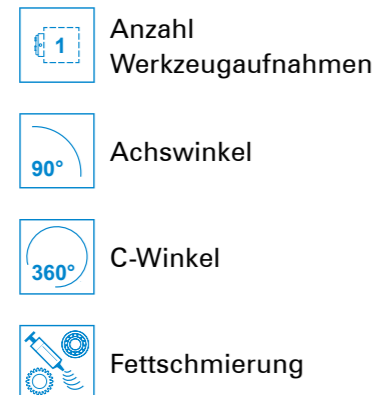 1
Anzahl
Werkzeugaufnahmen
90°
Achswinkel
360°
C-Winkel
Fettschmierung